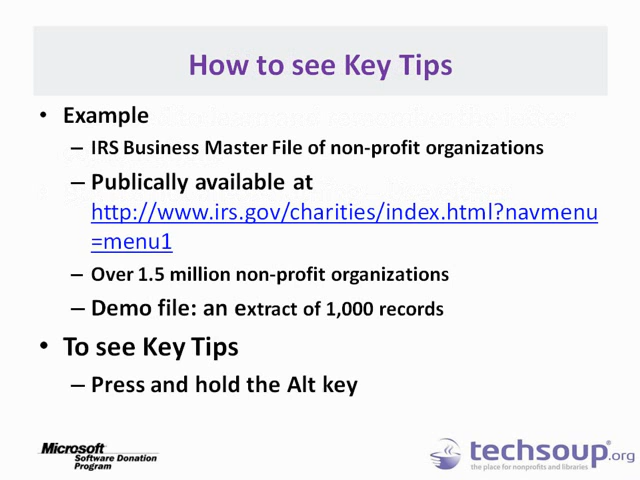 How to see Key Tips
• Example
– IRS Business Master File of non-profit organizations
– Publically available at
http://www.irs.gov/charities/index.html?navmenu
=menu1
– Over 1.5 million non-profit organizations
– Demo file: an extract of 1,000 records
• To see Key Tips
– Press and hold the Alt key
Microsoft
Software Donation
Program
techsoup.org
the place for nonprofits and libraries